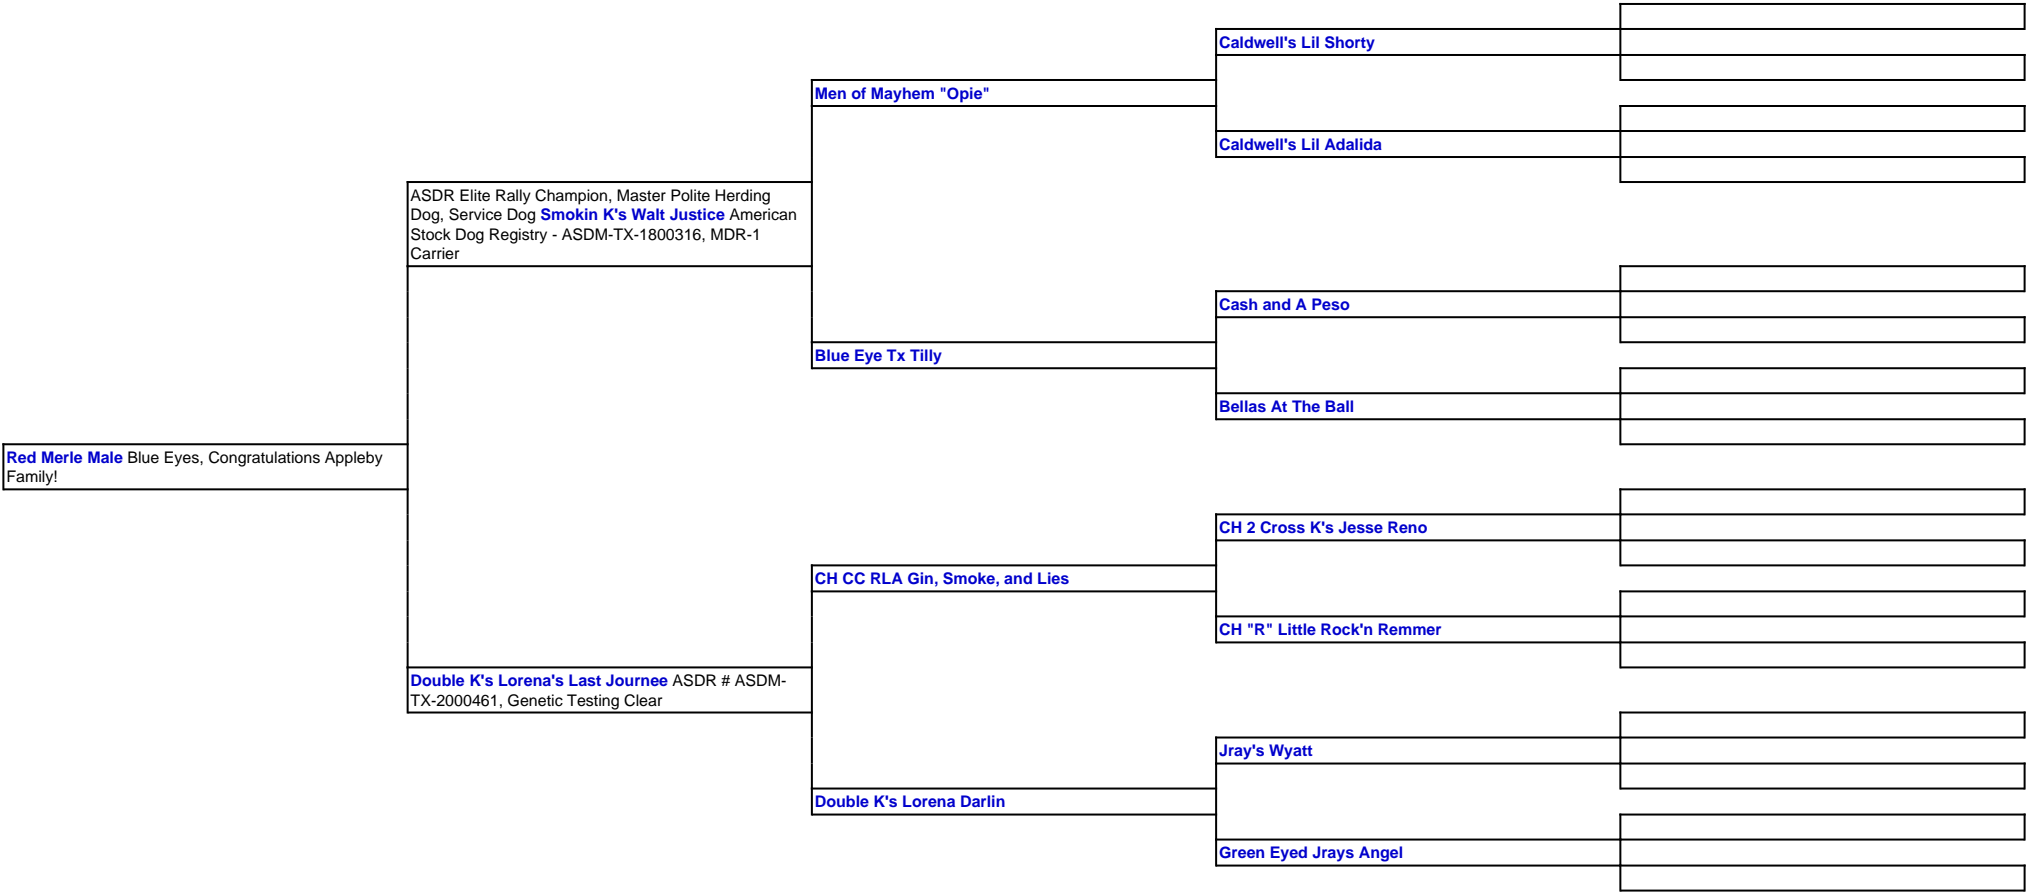 Caldwell's Lil Shorty
Men of Mayhem "Opie"
Caldwell's Lil Adalida
ASDR Elite Rally Champion, Master Polite Herding
Dog, Service Dog Smokin K's Walt Justice American
Stock Dog Registry - ASDM-TX-1800316, MDR-1
Carrier
Cash and A Peso
Blue Eye Tx Tilly
Bellas At The Ball
Red Merle Male Blue Eyes, Congratulations Appleby
Family!
CH 2 Cross K's Jesse Reno
CH CC RLA Gin, Smoke, and Lies
CH "R" Little Rock'n Remmer
Double K's Lorena's Last Journee ASDR # ASDM-
TX-2000461, Genetic Testing Clear
Jray's Wyatt
Double K's Lorena Darlin
Green Eyed Jrays Angel